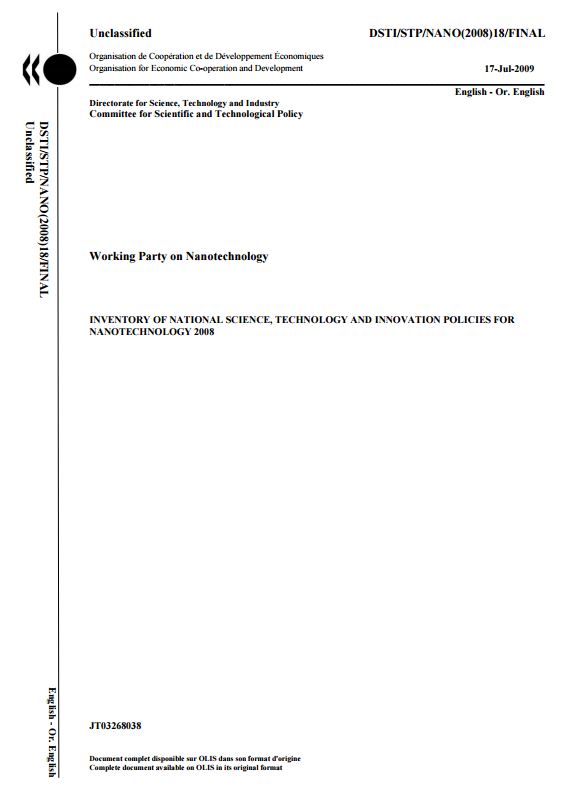 Unclassified DSTI/STP/NANO(2008)18/FINAL
Organisation de Coopération et de Développement Économiques
Organisation for Economic Co-operation and Development 17-Jul-2009
English - Or. English
Directorate for Science, Technology and Industry
Committee for Scientific and Technological Policy
DSTI/STP/NANO(2008)18/FINAL
Unclassified
Working Party on Nanotechnology
INVENTORY OF NATIONAL SCIENCE, TECHNOLOGY AND INNOVATION POLICIES FOR
NANOTECHNOLOGY 2008
English - Or. English
JT03268038
Document complet disponible sur OLIS dans son format d'origine
Complete document available on OLIS in its original format